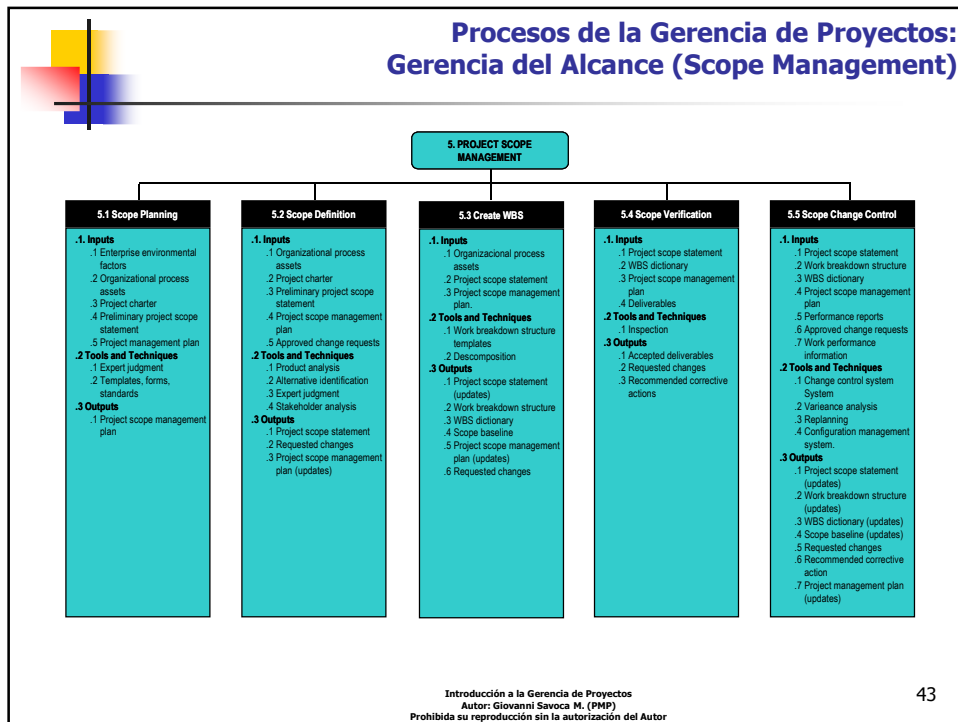 Procesos de la Gerencia de Proyectos:
Gerencia del Alcance (Scope Management)
5. PROJECT SCOPE
MANAGEMENT
5.1 Scope Planning
.1. Inputs
.1 Enterprise environmental
factors
.2 Organizational process
assets
.3 Project charter
.4 Preliminary project scope
statement
.5 Project management plan
.2 Tools and Techniques
.1 Expert judgment
.2 Templates, forms,
standards
.3 Outputs
.1 Project scope management
plan
5.2 Scope Definition
.1. Inputs
.1 Organizational process
assets
.2 Project charter
.3 Preliminary project scope
statement
.4 Project scope management
plan
.5 Approved change requests
.2 Tools and Techniques
.1 Product analysis
.2 Alternative identification
.3 Expert judgment
.4 Stakeholder analysis
.3 Outputs
.1 Project scope statement
.2 Requested changes
.3 Project scope management
plan (updates)
5.3 Create WBS
.1. Inputs
.1 Organizacional process
assets
.2 Project scope statement
.3 Project scope management
plan.
.2 Tools and Techniques
.1 Work breakdown structure
templates
.2 Descomposition
.3 Outputs
.1 Project scope statement
(updates)
.2 Work breakdown structure
.3 WBS dictionary
.4 Scope baseline
.5 Project scope management
plan (updates)
.6 Requested changes
5.4 Scope Verification
.1. Inputs
.1 Project scope statement
.2 WBS dictionary
.3 Project scope management
plan
.4 Deliverables
.2 Tools and Techniques
.1 Inspection
.3 Outputs
.1 Accepted deliverables
.2 Requested changes
.3 Recommended corrective
actions
5.5 Scope Change Control
.1. Inputs
.1 Project scope statement
.2 Work breakdown structure
.3 WBS dictionary
.4 Project scope management
plan
.5 Performance reports
.6 Approved change requests
.7 Work performance
information
.2 Tools and Techniques
.1 Change control system
System
.2 Varieance analysis
.3 Replanning
.4 Configuration management
system.
.3 Outputs
.1 Project scope statement
(updates)
.2 Work breakdown structure
(updates)
.3 WBS dictionary (updates)
.4 Scope baseline (updates)
.5 Requested changes
.6 Recommended corrective
action
.7 Project management plan
(updates)
Introducción a la Gerencia de Proyectos
Autor: Giovanni Savoca M. (PMP)
Prohibida su reproducción sin la autorización del Autor
43